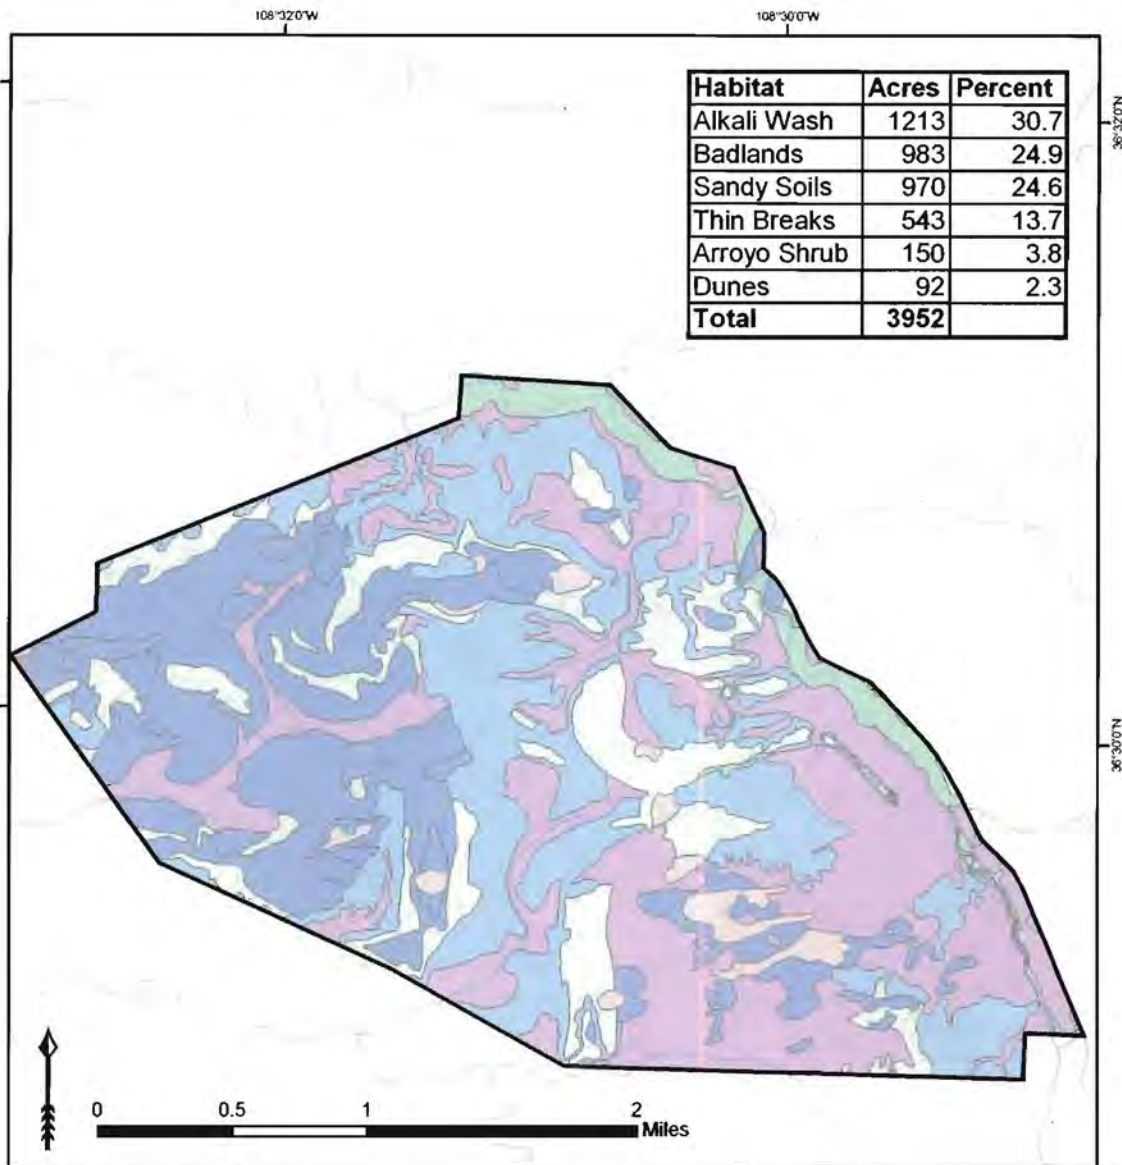 108°32'0"W 108°30'0"W
Habitat Acres Percent
Alkali Wash 1213 30.7
Badlands 983 24.9
Sandy Soils 970 24.6
Thin Breaks 543 13.7
Arroyo Shrub 150 3.8
Dunes 92 2.3
Total 3952
36°32'0"N
36°30'0"N
0 0.5 1 2
Miles